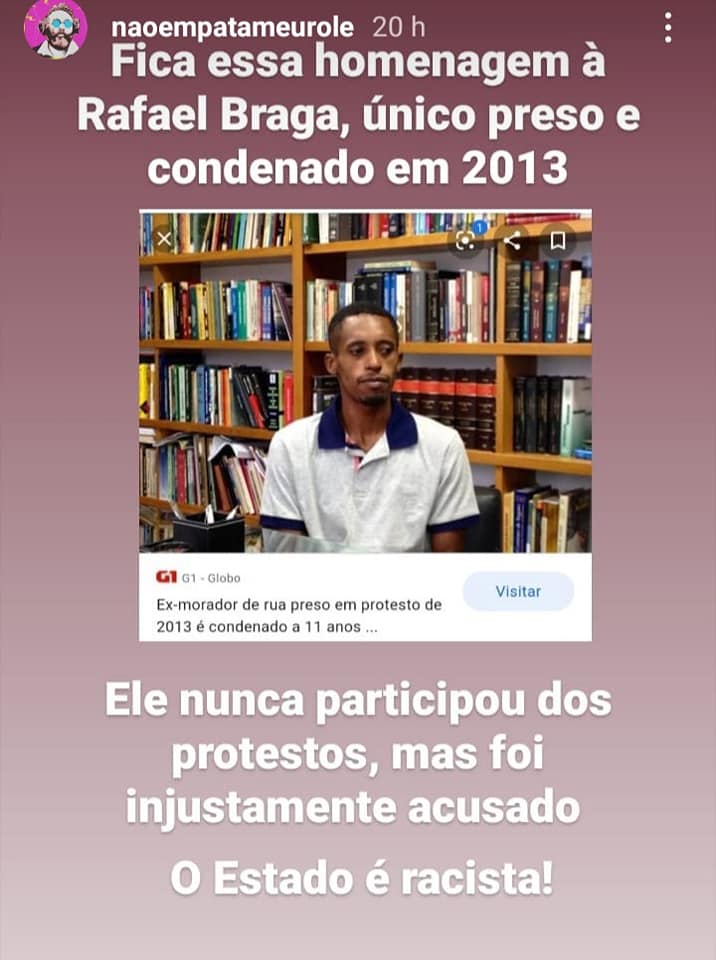 naoempatameurole 20 h
Fica essa homenagem à
Rafael Braga, único preso e
condenado em 2013
1
G1 G1 - Globo
Ex-morador de rua preso em protesto de
2013 é condenado a 11 anos ...
Visitar
Ele nunca participou dos
protestos, mas foi
injustamente acusado
O Estado é racista!